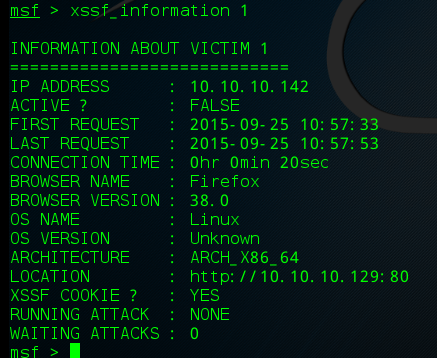 msf > xssf_information 1
INFORMATION ABOUT VICTIM 1
============================
IP ADDRESS : 10.10.10.142
ACTIVE ? : FALSE
FIRST REQUEST : 2015-09-25 10:57:33
LAST REQUEST : 2015-09-25 10:57:53
CONNECTION TIME : 0hr 0min 20sec
BROWSER NAME : Firefox
BROWSER VERSION : 38.0
OS NAME : Linux
OS VERSION : Unknown
ARCHITECTURE : ARCH_X86_64
LOCATION : http://10.10.10.129:80
XSSF COOKIE ? : YES
RUNNING ATTACK : NONE
WAITING ATTACKS : 0
msf >